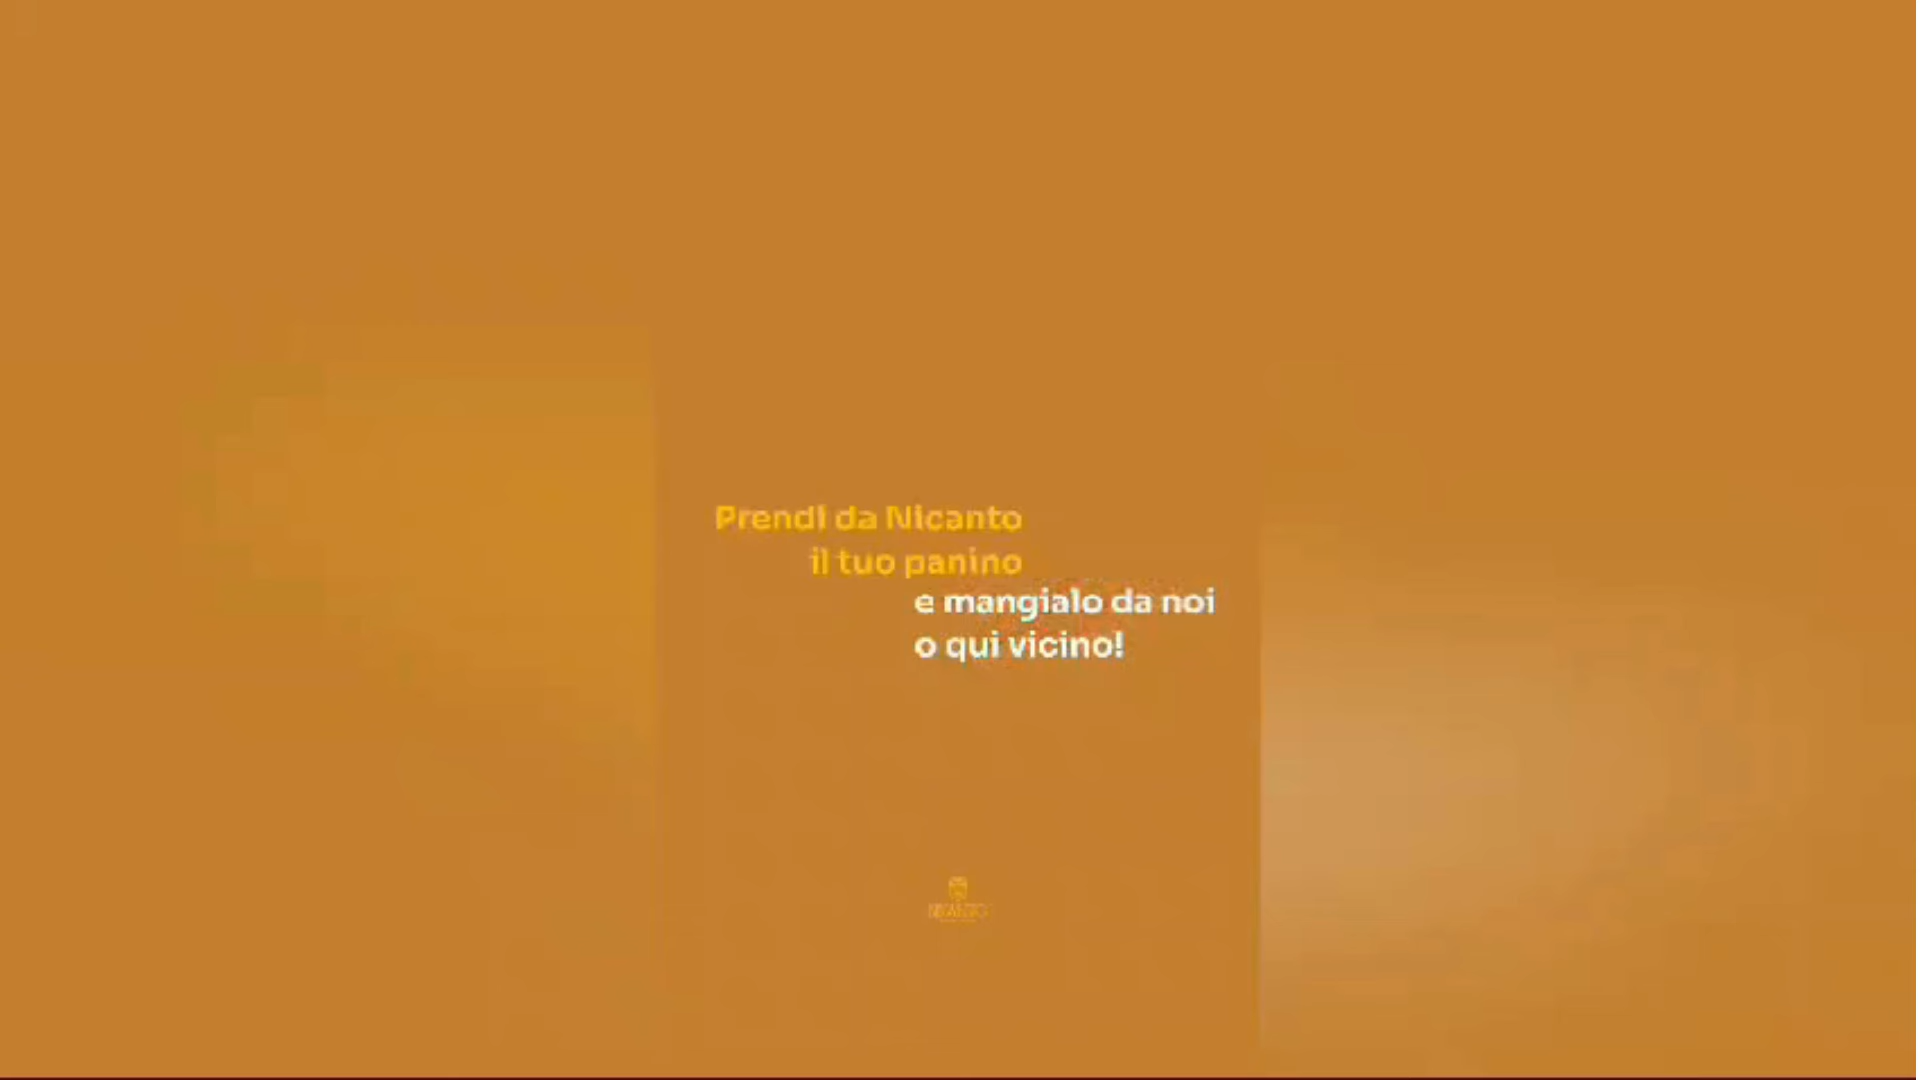 Prendi da Nicanto
il tuo panino
e mangialo da noi
o qui vicino!